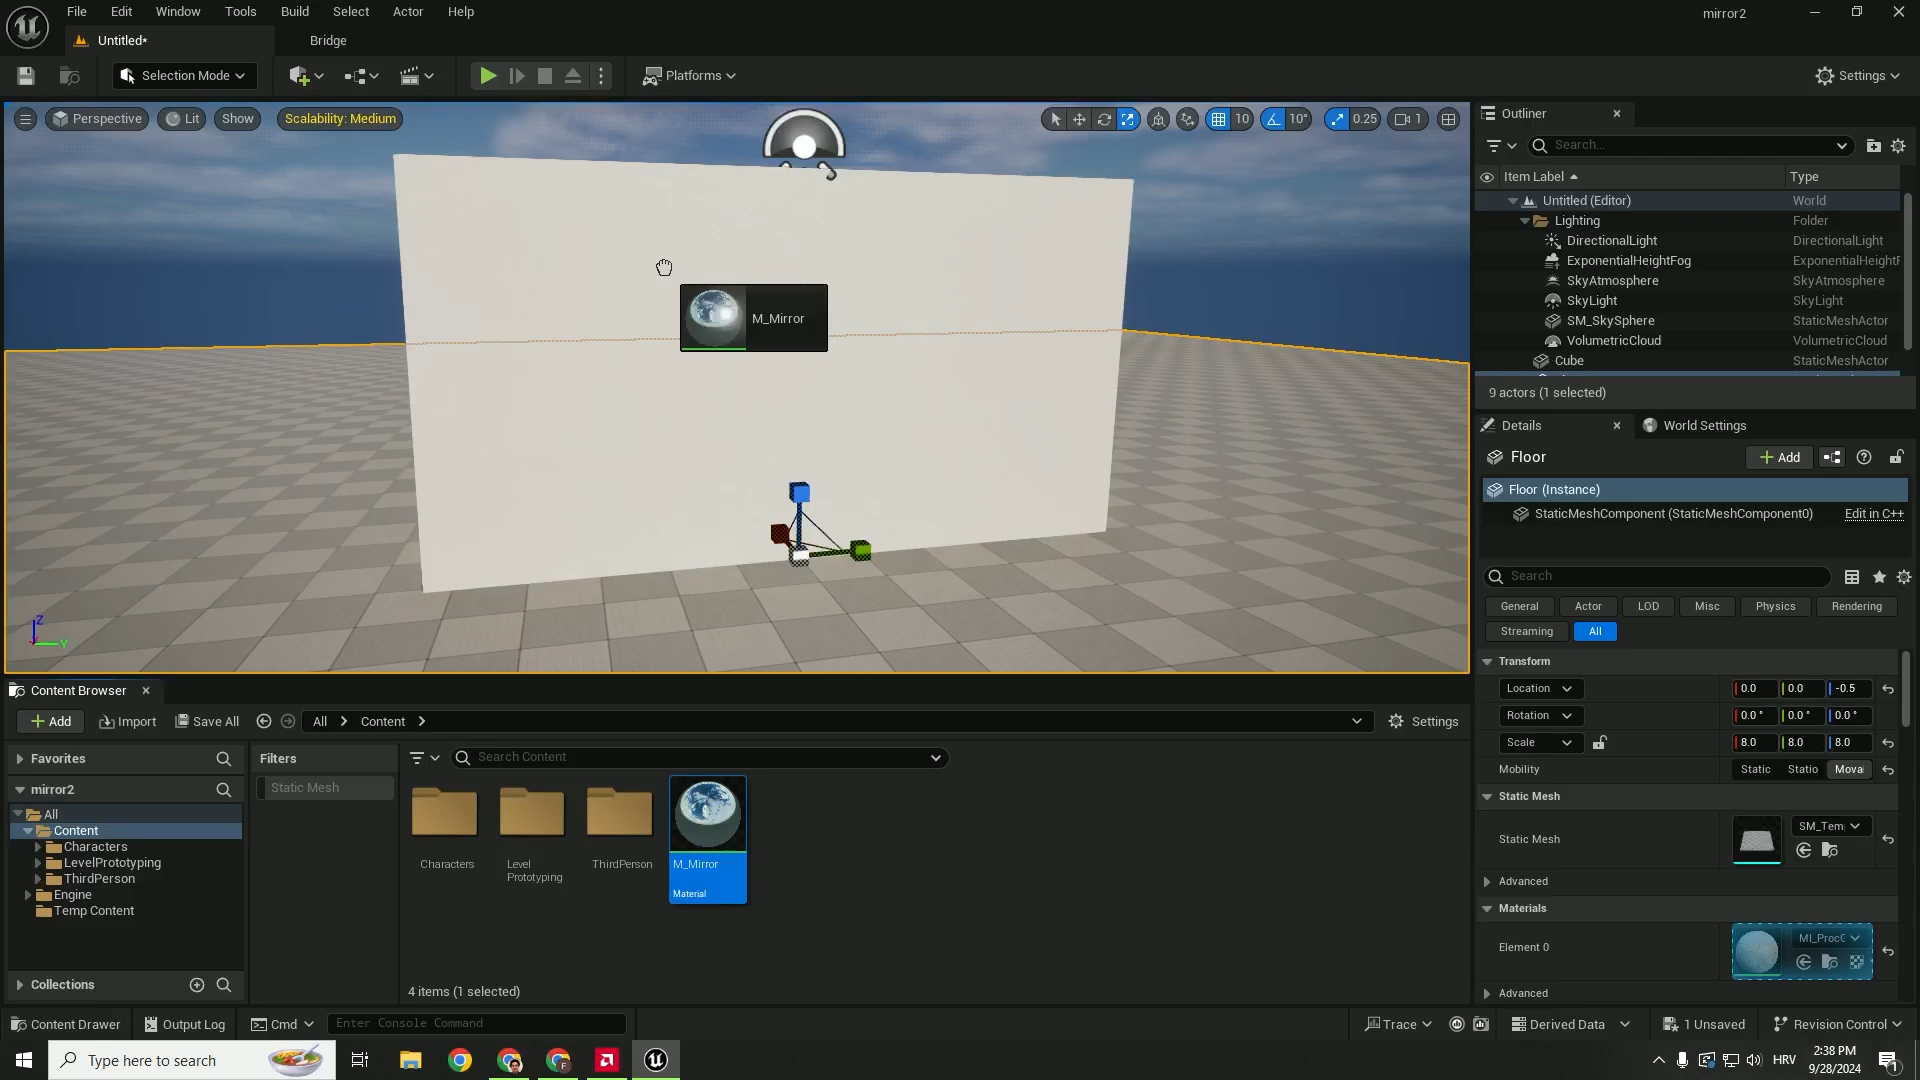 File Edit Window Tools Build Select Actor Help
mirror2
Untitled*
Bridge
Selection Mode
Platforms
Settings
Perspective
Lit
Show
Scalability: Medium
10
10°
0.25
1
M_Mirror
Z
Y
Outliner
Search...
Item Label
Type
Untitled (Editor)
World
Lighting
Folder
DirectionalLight
DirectionalLight
ExponentialHeightFog
ExponentialHeightF
SkyAtmosphere
SkyAtmosphere
SkyLight
SkyLight
SM_SkySphere
StaticMeshActor
VolumetricCloud
VolumetricCloud
Cube
StaticMeshActor
9 actors (1 selected)
Details
World Settings
Floor
Add
Floor (Instance)
StaticMeshComponent (StaticMeshComponent0)
Edit in C++
Search
General Actor LOD Misc Physics Rendering
Streaming All
Transform
Location 0.0 0.0 -0.5
Rotation 0.0 ° 0.0 ° 0.0 °
Scale 8.0 8.0 8.0
Mobility Static Statio Moval
Static Mesh
Static Mesh
SM_Tem
Advanced
Materials
Element 0
MI_ProcG
Advanced
Content Browser
Add
Import
Save All
All
Content
Settings
Favorites
mirror2
All
Content
Characters
LevelPrototyping
ThirdPerson
Engine
Temp Content
Collections
Filters
Static Mesh
Search Content
Characters
Level
Prototyping
ThirdPerson
M_Mirror
Material
4 items (1 selected)
Content Drawer
Output Log
Cmd
Enter Console Command
Trace
Derived Data
1 Unsaved
Revision Control
Type here to search
HRV
2:38 PM
9/28/2024
1